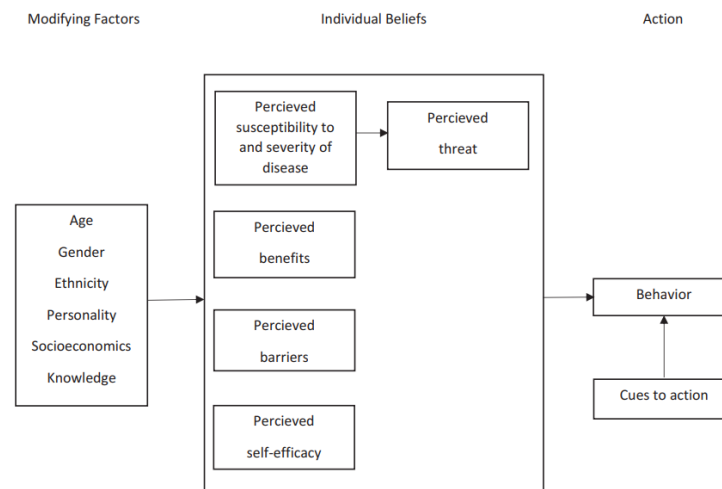 Modifying Factors
Individual Beliefs
Action
Percieved
susceptibility to
and severity of
disease
Percieved
threat
Age
Gender
Ethnicity
Personality
Socioeconomics
Knowledge
Percieved
benefits
Percieved
barriers
Percieved
self-efficacy
Behavior
Cues to action